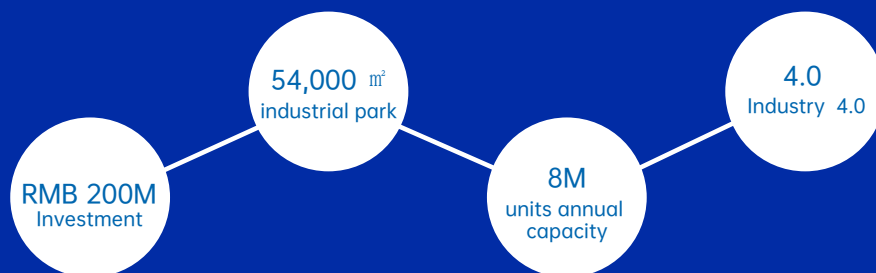 RMB 200M
Investment
54,000 ㎡
industrial park
8M
units annual
capacity
4.0
Industry 4.0